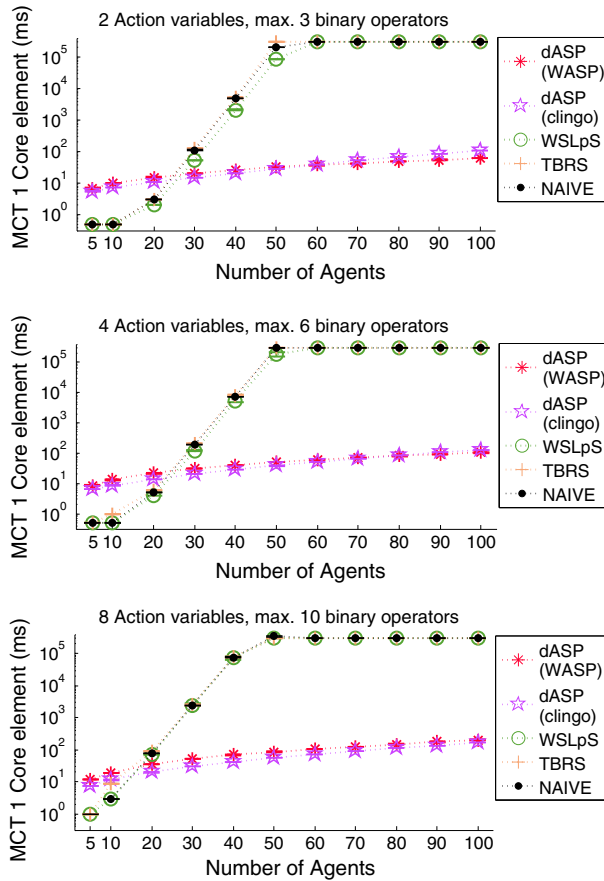 2 Action variables, max. 3 binary operators
MCT 1 Core element (ms)
10^5
10^4
10^3
10^2
10^1
10^0
5 10 20 30 40 50 60 70 80 90 100
Number of Agents
dASP
(WASP)
dASP
(clingo)
WSLpS
TBRS
NAIVE
4 Action variables, max. 6 binary operators
MCT 1 Core element (ms)
10^5
10^4
10^3
10^2
10^1
10^0
5 10 20 30 40 50 60 70 80 90 100
Number of Agents
dASP
(WASP)
dASP
(clingo)
WSLpS
TBRS
NAIVE
8 Action variables, max. 10 binary operators
MCT 1 Core element (ms)
10^5
10^4
10^3
10^2
10^1
10^0
5 10 20 30 40 50 60 70 80 90 100
Number of Agents
dASP
(WASP)
dASP
(clingo)
WSLpS
TBRS
NAIVE